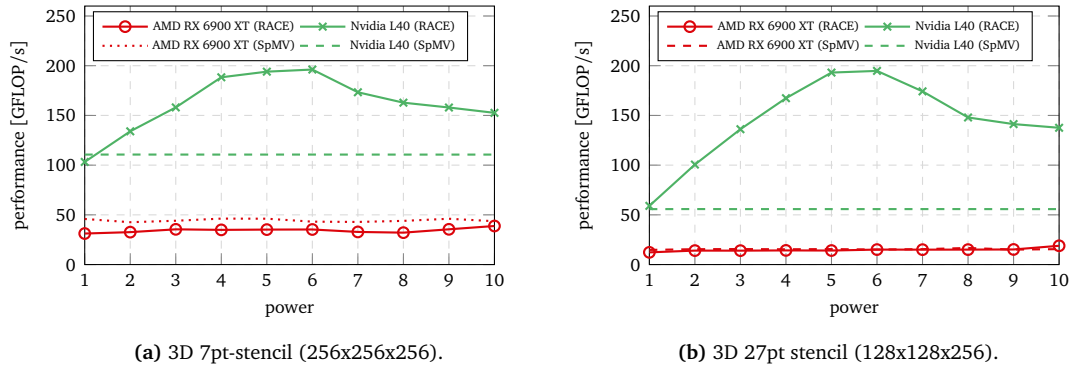 AMD RX 6900 XT (RACE) Nvidia L40 (RACE)
AMD RX 6900 XT (SpMV) Nvidia L40 (SpMV)
250
200
150
100
50
0
performance [GFLOP/s]
1 2 3 4 5 6 7 8 9 10
power
(a) 3D 7pt-stencil (256x256x256).
AMD RX 6900 XT (RACE) Nvidia L40 (RACE)
AMD RX 6900 XT (SpMV) Nvidia L40 (SpMV)
250
200
150
100
50
0
performance [GFLOP/s]
1 2 3 4 5 6 7 8 9 10
power
(b) 3D 27pt stencil (128x128x256).